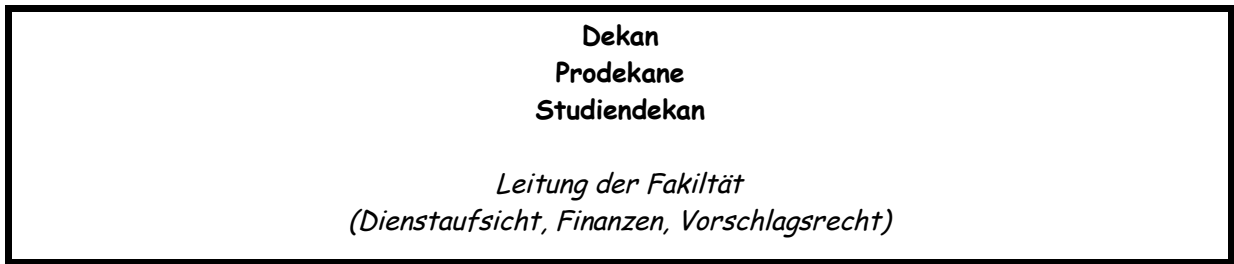 Dekan
Prodekane
Studiendekan
Leitung der Fakiltät
(Dienstaufsicht, Finanzen, Vorschlagsrecht)